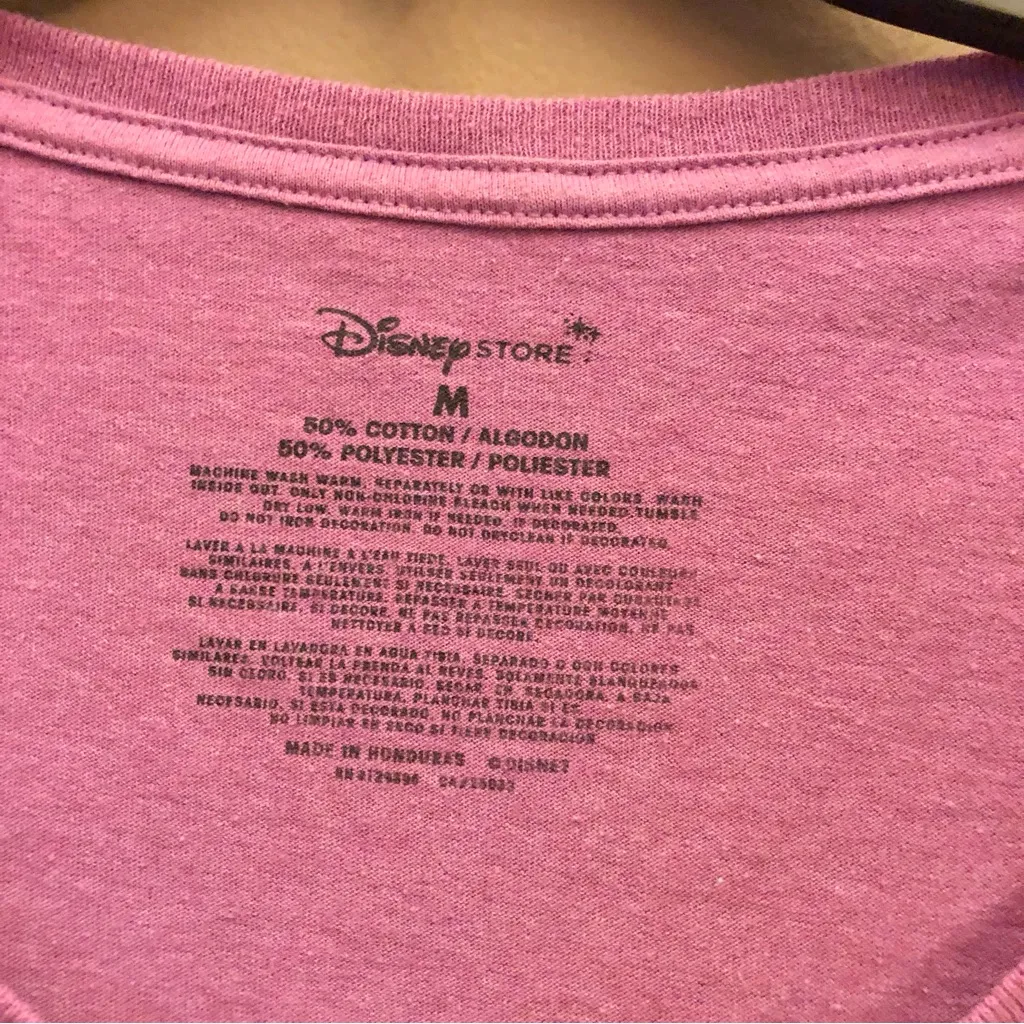 Disney STORE
M
50% COTTON / ALGODON
50% POLYESTER / POLIESTER
MACHINE WASH WARM, SEPARATELY OR WITH LIKE COLORS. WASH
INSIDE OUT. ONLY NON-CHLORINE BLEACH WHEN NEEDED. TUMBLE
DRY LOW. WARM IRON IF NEEDED. IF DECORATED,
DO NOT IRON DECORATION. DO NOT DRYCLEAN IF DECORATED.
LAVER A LA MACHINE A L'EAU TIEDE, LAVER SEUL OU AVEC COULEURS
SIMILAIRES, A L'ENVERS. UTILISER SEULEMENT UN DECOLORANT
SANS CHLORURE SEULEMENT SI NECESSAIRE. SECHER PAR CULBUTAGE
A BASSE TEMPERATURE. REPASSER A TEMPERATURE MOYENNE
SI NECESSAIRE. SI DECORE, NE PAS REPASSER DECORATION. NE PAS
NETTOYER A SEC SI DECORE.
LAVAR EN LAVADORA EN AGUA TIBIA, SEPARADO O CON COLORES
SIMILARES. VOLTEAR LA PRENDA AL REVES. SOLAMENTE BLANQUEADOR
SIN CLORO, SI ES NECESARIO. SECAR EN SECADORA, A BAJA
TEMPERATURA. PLANCHAR TIBIA SI ES
NECESARIO. SI ESTA DECORADO, NO PLANCHAR LA DECORACION.
NO LIMPIAR EN SECO SI TIENE DECORACION.
MADE IN HONDURAS © DISNEY